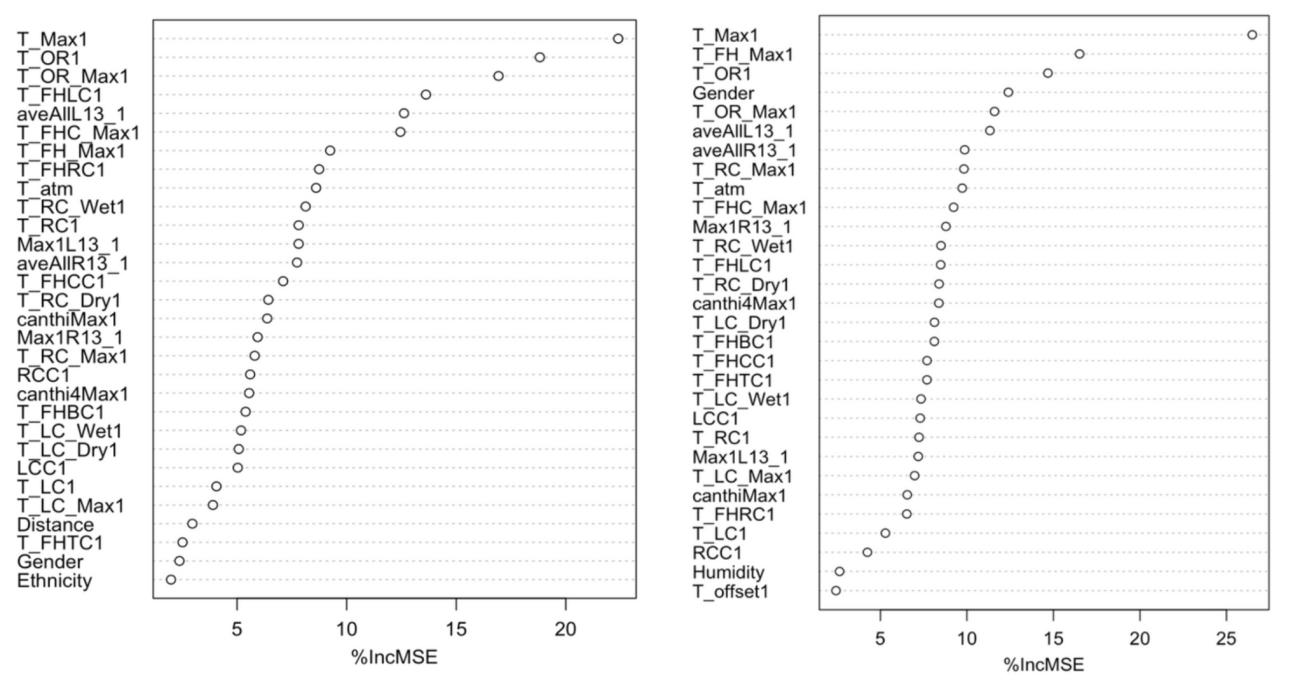 T_Max1
T_OR1
T_OR_Max1
T_FHLC1
aveAllL13_1
T_FHC_Max1
T_FH_Max1
T_FHRC1
T_atm
T_RC_Wet1
T_RC1
Max1L13_1
aveAllR13_1
T_FHCC1
T_RC_Dry1
canthiMax1
Max1R13_1
T_RC_Max1
RCC1
canthi4Max1
T_FHBC1
T_LC_Wet1
T_LC_Dry1
LCC1
T_LC1
T_LC_Max1
Distance
T_FHTC1
Gender
Ethnicity
5 10 15 20
%IncMSE
T_Max1
T_FH_Max1
T_OR1
Gender
T_OR_Max1
aveAllL13_1
aveAllR13_1
T_RC_Max1
T_atm
T_FHC_Max1
Max1R13_1
T_RC_Wet1
T_FHLC1
T_RC_Dry1
canthi4Max1
T_LC_Dry1
T_FHBC1
T_FHCC1
T_FHTC1
T_LC_Wet1
LCC1
T_RC1
Max1L13_1
T_LC_Max1
canthiMax1
T_FHRC1
T_LC1
RCC1
Humidity
T_offset1
5 10 15 20 25
%IncMSE